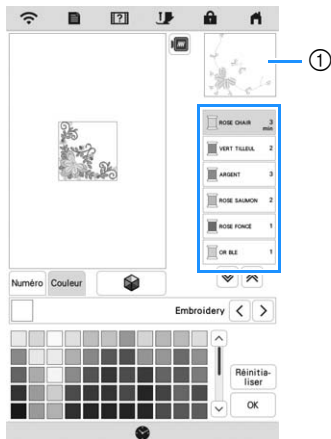 ①
ROSE CHAIR 3 min
VERT TILLEUL 2
ARGENT 3
ROSE SAUMON 2
ROSE FONCÉ 1
OR BLE 1
Numéro Couleur
Embroidery < >
Réinitia-
liser
OK